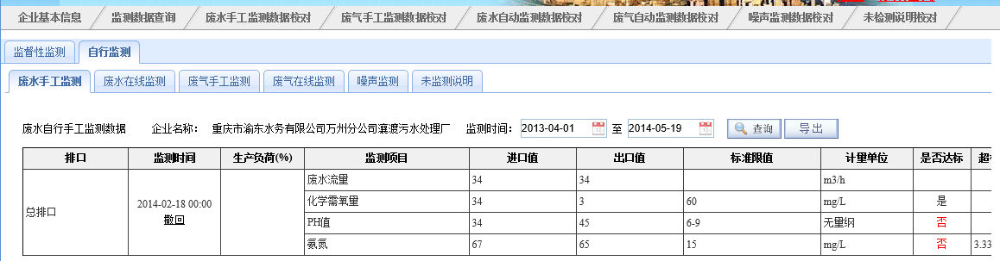 企业基本信息 监测数据查询 废水手工监测数据校对 废气手工监测数据校对 废水自动监测数据校对 废气自动监测数据校对 噪声监测数据校对 未检测说明校对
监督性监测 自行监测
废水手工监测 废水在线监测 废气手工监测 废气在线监测 噪声监测 未监测说明
废水自行手工监测数据 企业名称： 重庆市渝东水务有限公司万州分公司瀼渡污水处理厂 监测时间： 2013-04-01 至 2014-05-19 查询 导出
排口 监测时间 生产负荷(%) 监测项目 进口值 出口值 标准限值 计量单位 是否达标
总排口 2014-02-18 00:00 撤回 废水流量 34 34 m3/h
化学需氧量 34 3 60 mg/L 是
PH值 34 45 6-9 无量纲 否
氨氮 67 65 15 mg/L 否 3.33